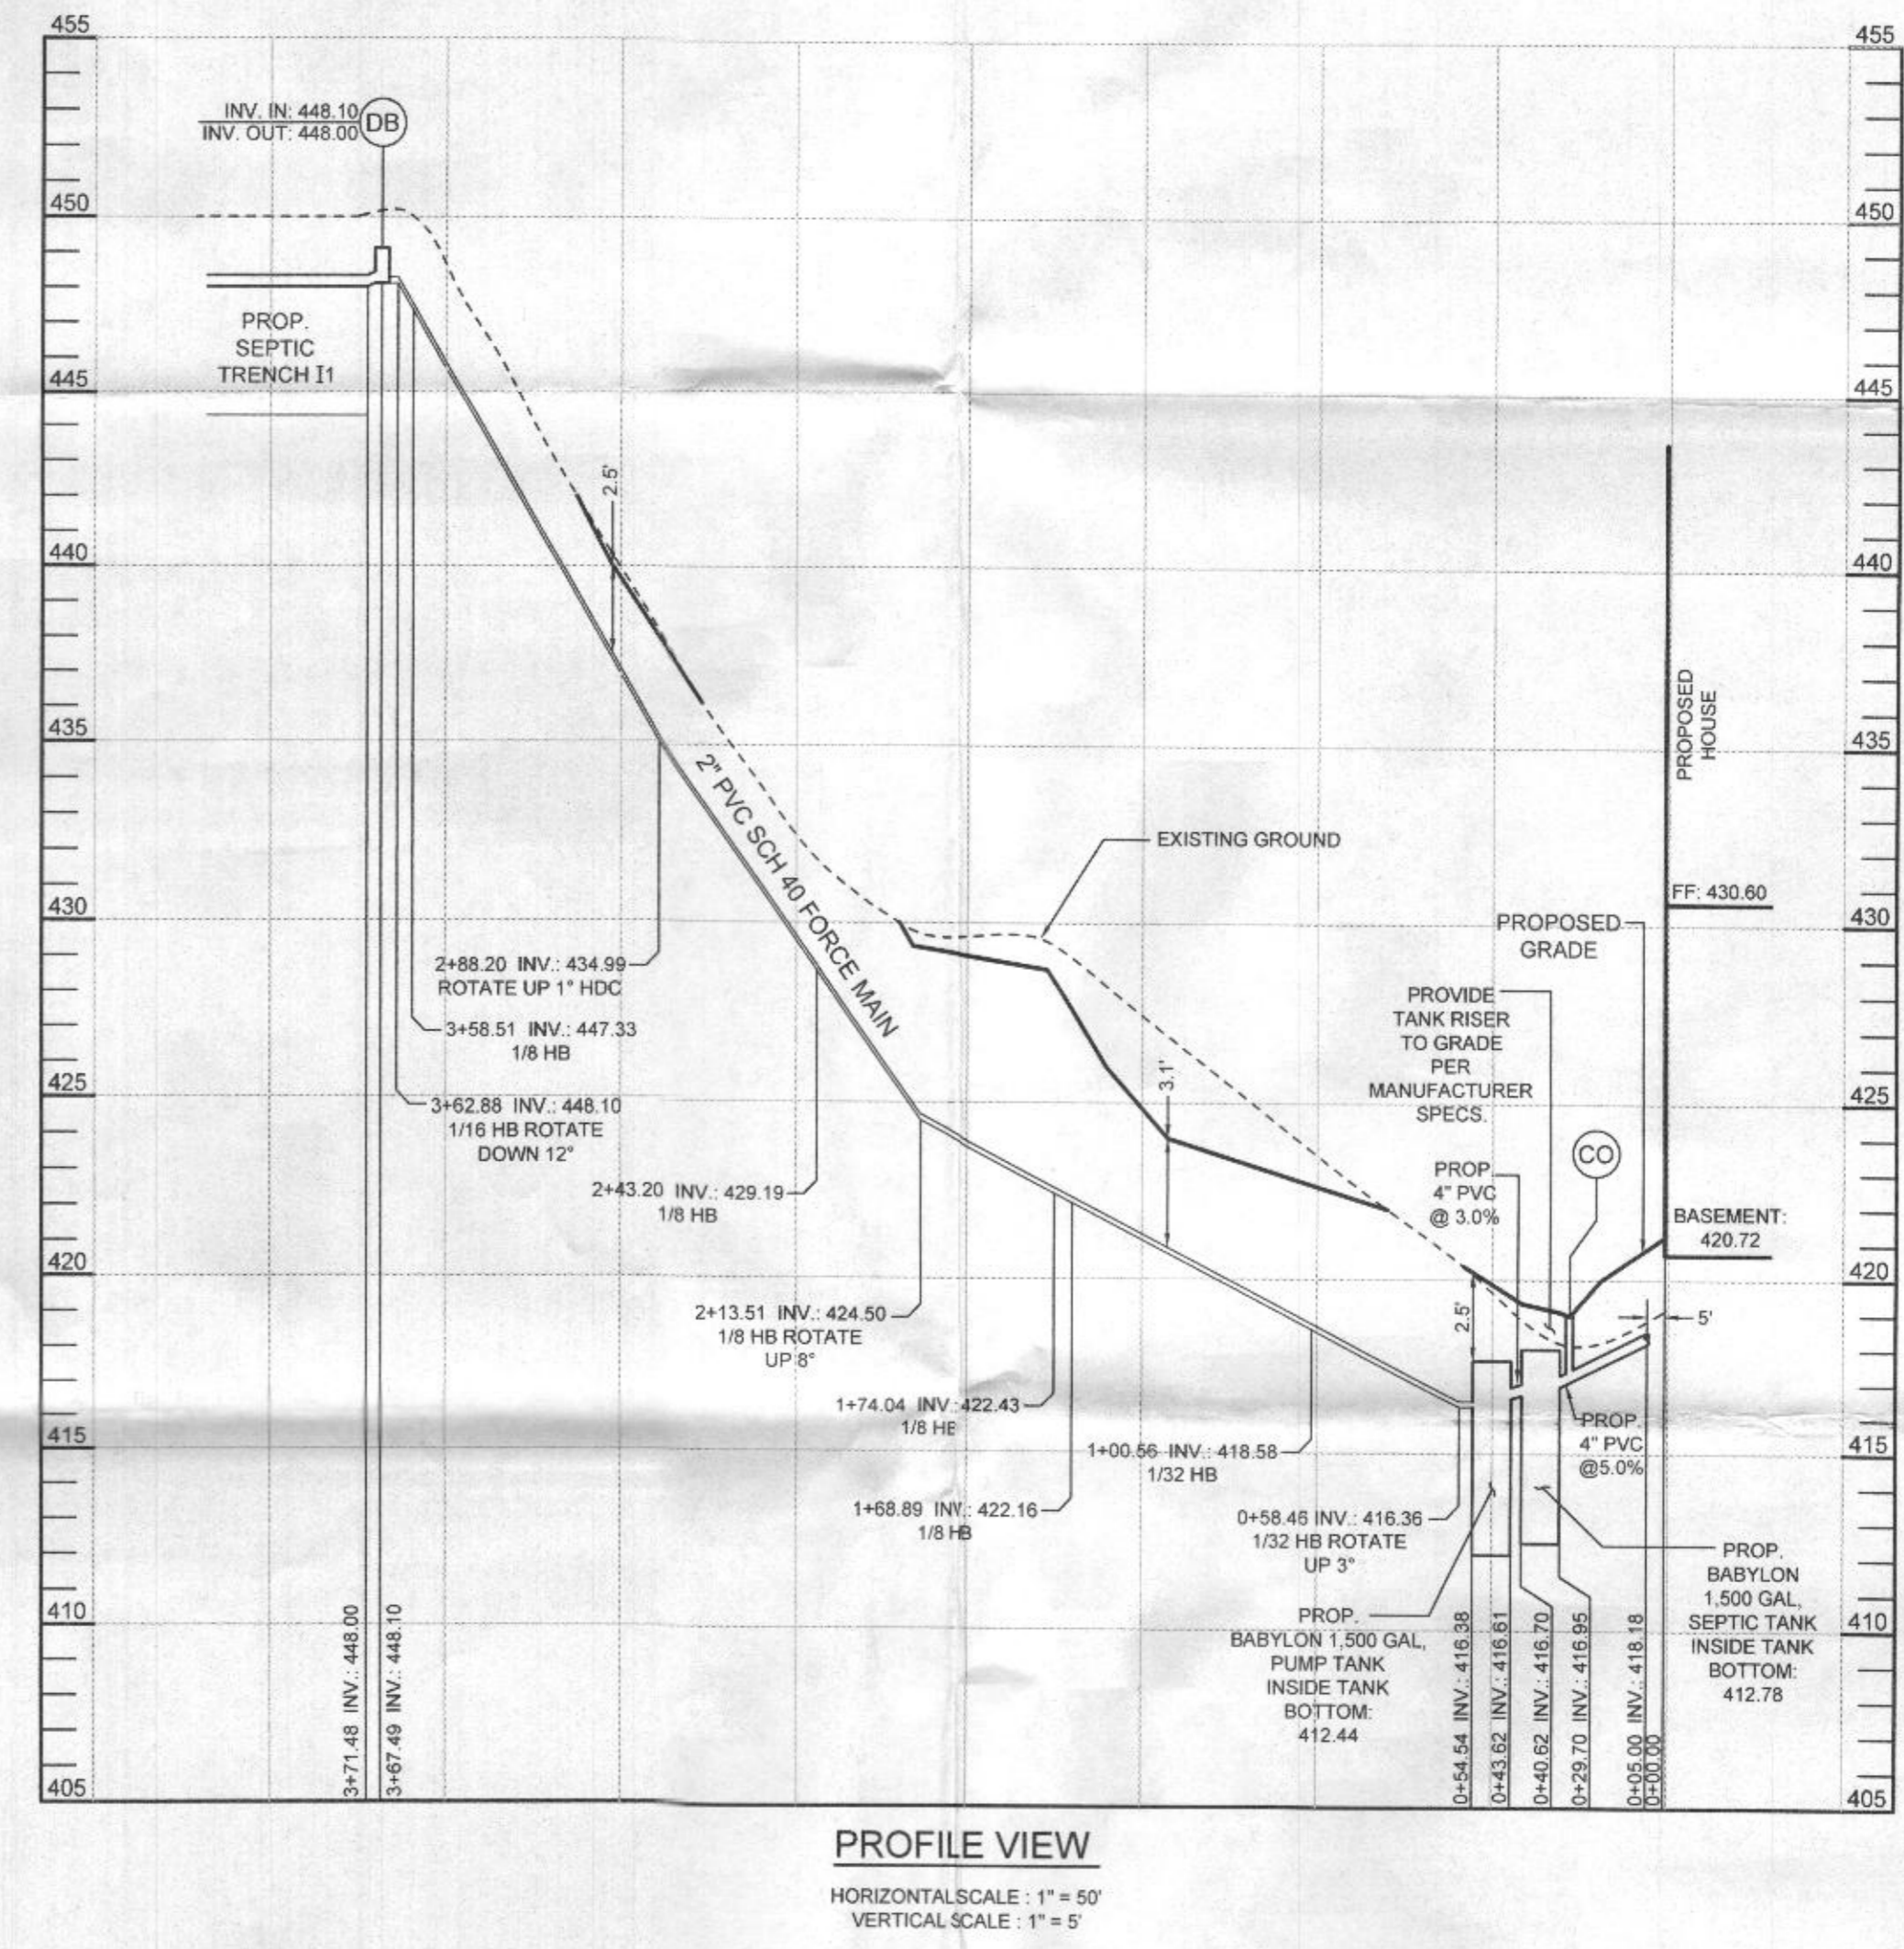 455
455
INV. IN: 448.10
INV. OUT: 448.00
DB
450
450
PROP.
SEPTIC
TRENCH I1
445
445
2.5'
440
440
PROPOSED
HOUSE
435
435
2" PVC SCH 40 FORCE MAIN
EXISTING GROUND
FF: 430.60
430
430
PROPOSED
GRADE
2+88.20 INV.: 434.99
ROTATE UP 1° HDC
PROVIDE
TANK RISER
TO GRADE
PER
MANUFACTURER
SPECS.
3+58.51 INV.: 447.33
1/8 HB
425
425
3.1'
3+62.88 INV.: 448.10
1/16 HB ROTATE
DOWN 12°
CO
PROP.
4" PVC
@ 3.0%
2+43.20 INV.: 429.19
1/8 HB
BASEMENT:
420.72
420
420
2+13.51 INV.: 424.50
1/8 HB ROTATE
UP 8°
2.5'
5'
1+74.04 INV.: 422.43
1/8 HB
PROP.
4" PVC
@5.0%
415
415
1+00.56 INV.: 418.58
1/32 HB
1+68.89 INV.: 422.16
1/8 HB
0+58.46 INV.: 416.36
1/32 HB ROTATE
UP 3°
PROP.
BABYLON
1,500 GAL,
SEPTIC TANK
INSIDE TANK
BOTTOM:
412.78
410
410
PROP.
BABYLON 1,500 GAL,
PUMP TANK
INSIDE TANK
BOTTOM:
412.44
3+71.48 INV.: 448.00
3+67.49 INV.: 448.10
0+54.54 INV.: 416.38
0+43.62 INV.: 416.61
0+40.62 INV.: 416.70
0+29.70 INV.: 416.95
0+05.00 INV.: 418.18
0+00.00
405
405
PROFILE VIEW
HORIZONTAL SCALE : 1" = 50'
VERTICAL SCALE : 1" = 5'